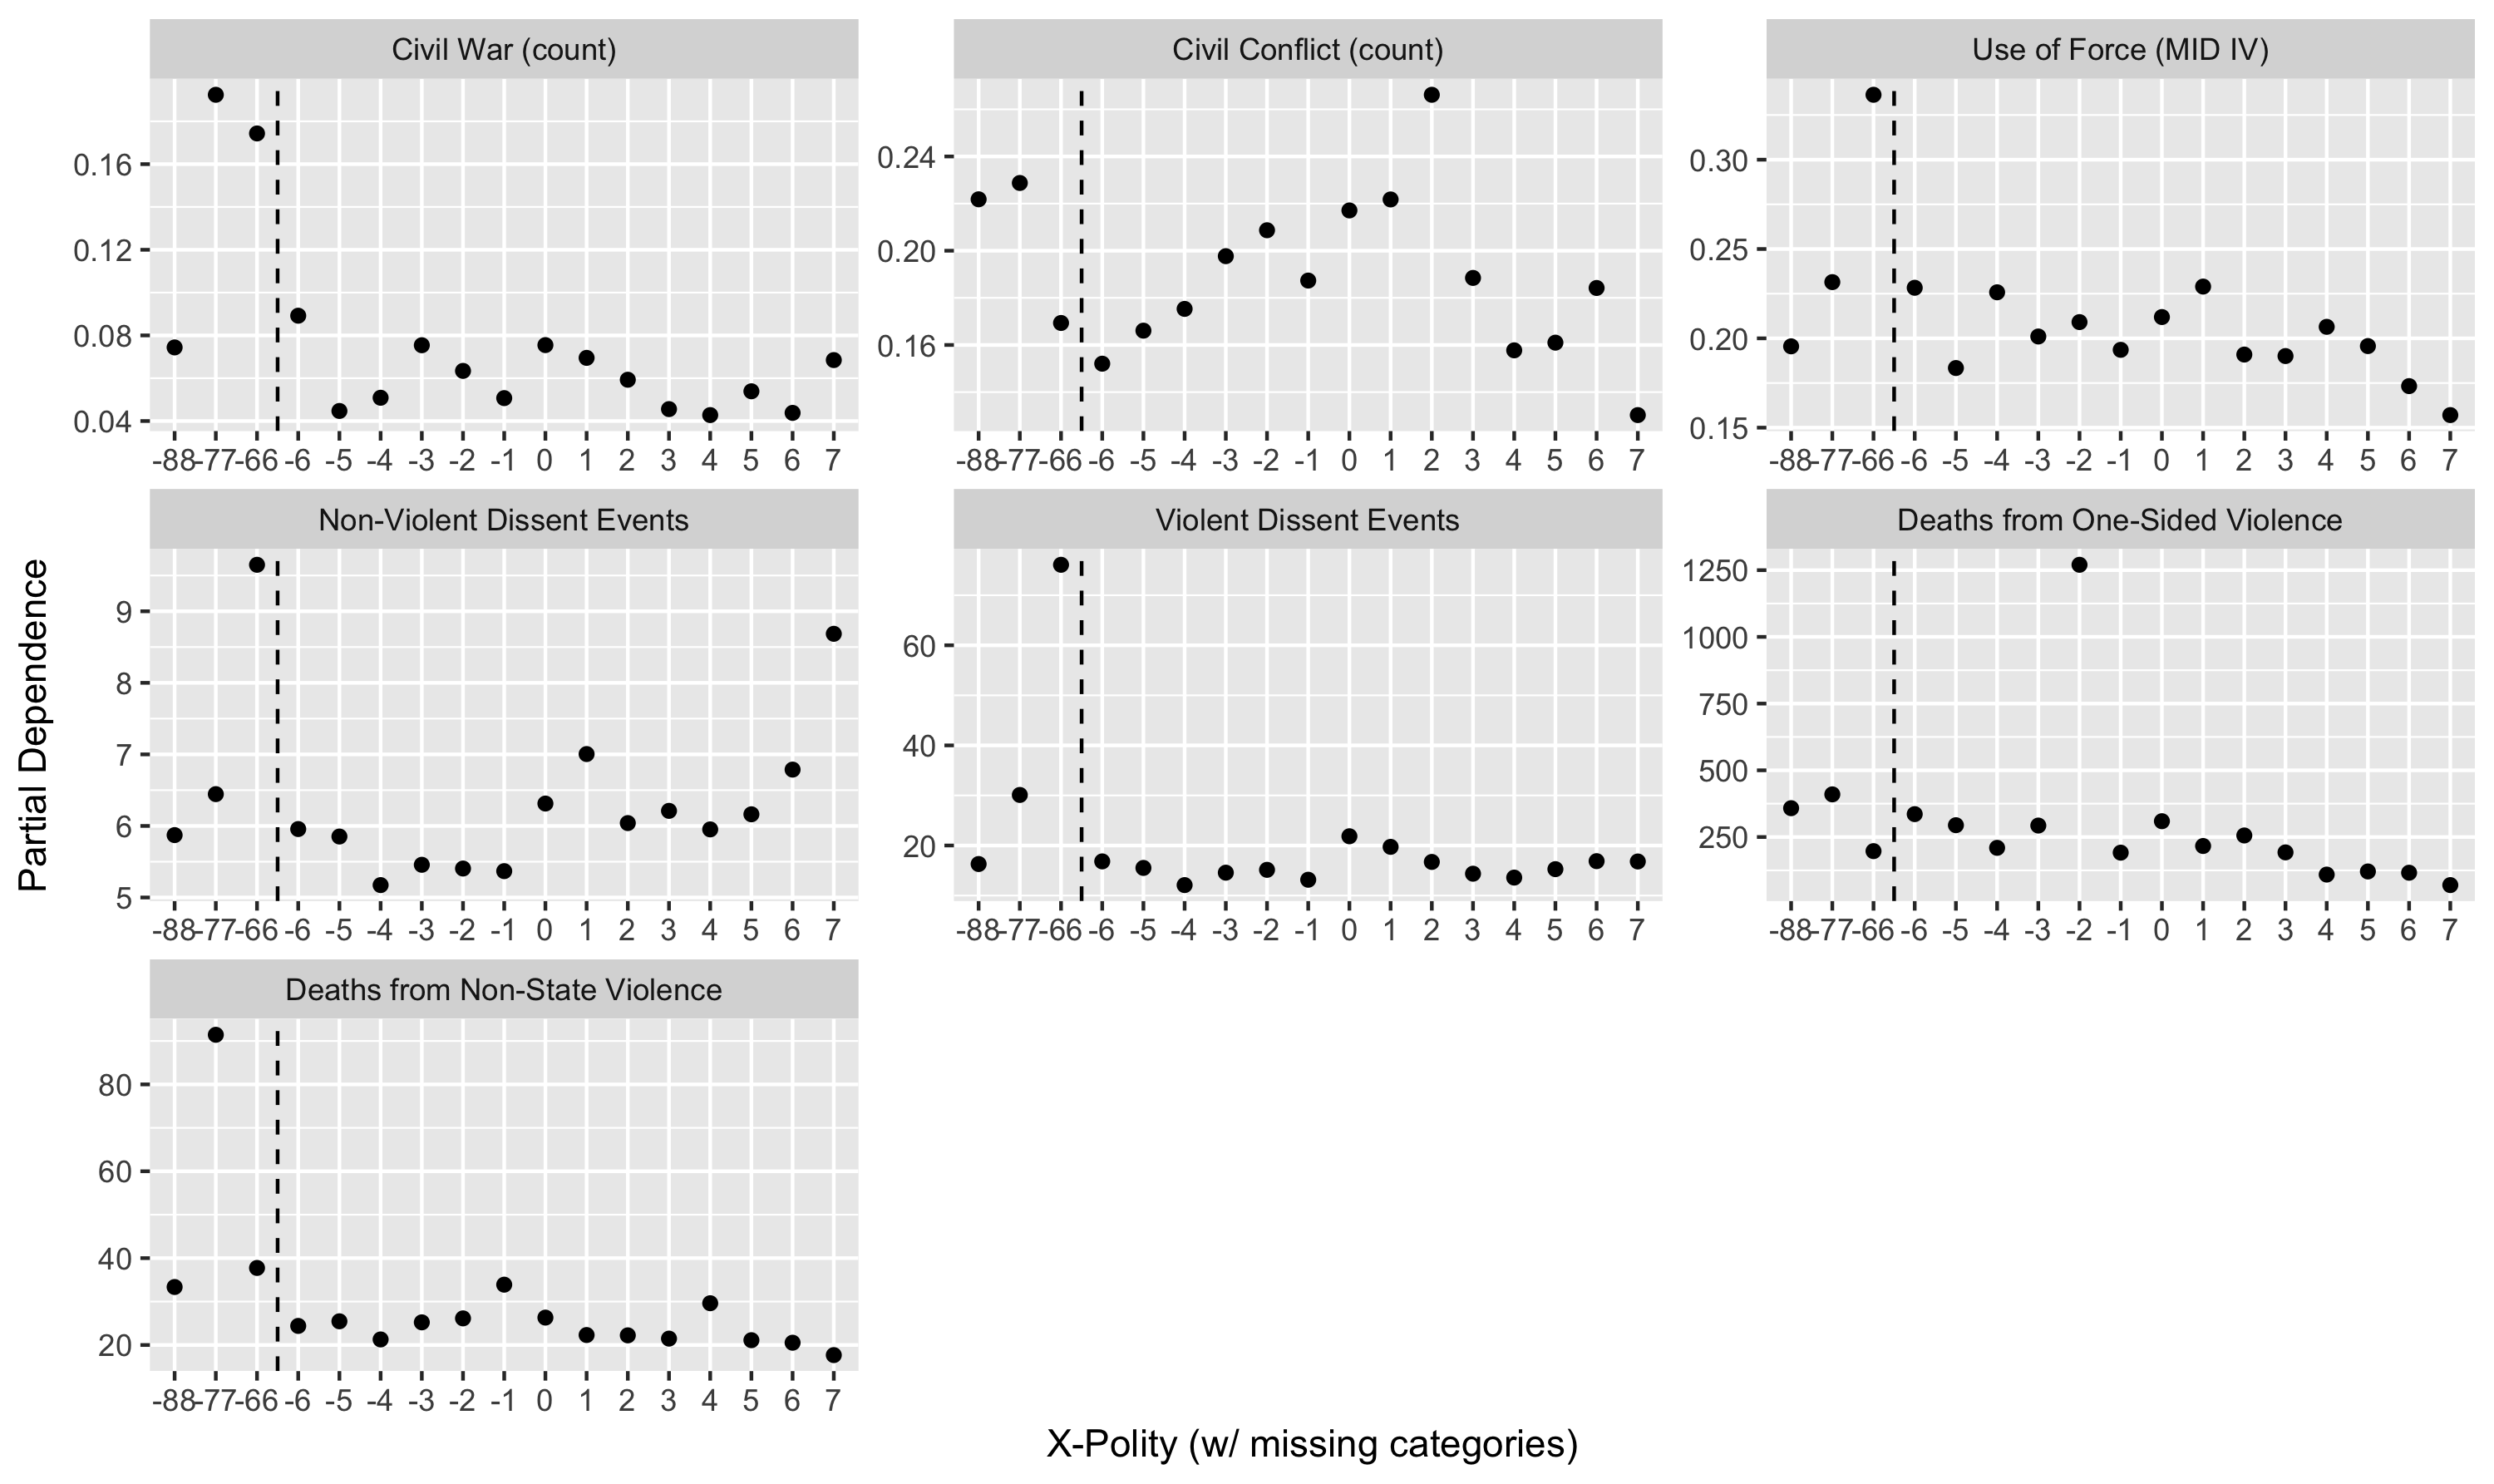 Civil War (count)
Civil Conflict (count)
Use of Force (MID IV)
0.16
0.12
0.08
0.04
-88 -77 -66 -6 -5 -4 -3 -2 -1 0 1 2 3 4 5 6 7
0.24
0.20
0.16
-88 -77 -66 -6 -5 -4 -3 -2 -1 0 1 2 3 4 5 6 7
0.30
0.25
0.20
0.15
-88 -77 -66 -6 -5 -4 -3 -2 -1 0 1 2 3 4 5 6 7
Partial Dependence
Non-Violent Dissent Events
Violent Dissent Events
Deaths from One-Sided Violence
9
8
7
6
5
-88 -77 -66 -6 -5 -4 -3 -2 -1 0 1 2 3 4 5 6 7
60
40
20
-88 -77 -66 -6 -5 -4 -3 -2 -1 0 1 2 3 4 5 6 7
1250
1000
750
500
250
-88 -77 -66 -6 -5 -4 -3 -2 -1 0 1 2 3 4 5 6 7
Deaths from Non-State Violence
80
60
40
20
-88 -77 -66 -6 -5 -4 -3 -2 -1 0 1 2 3 4 5 6 7
X-Polity (w/ missing categories)